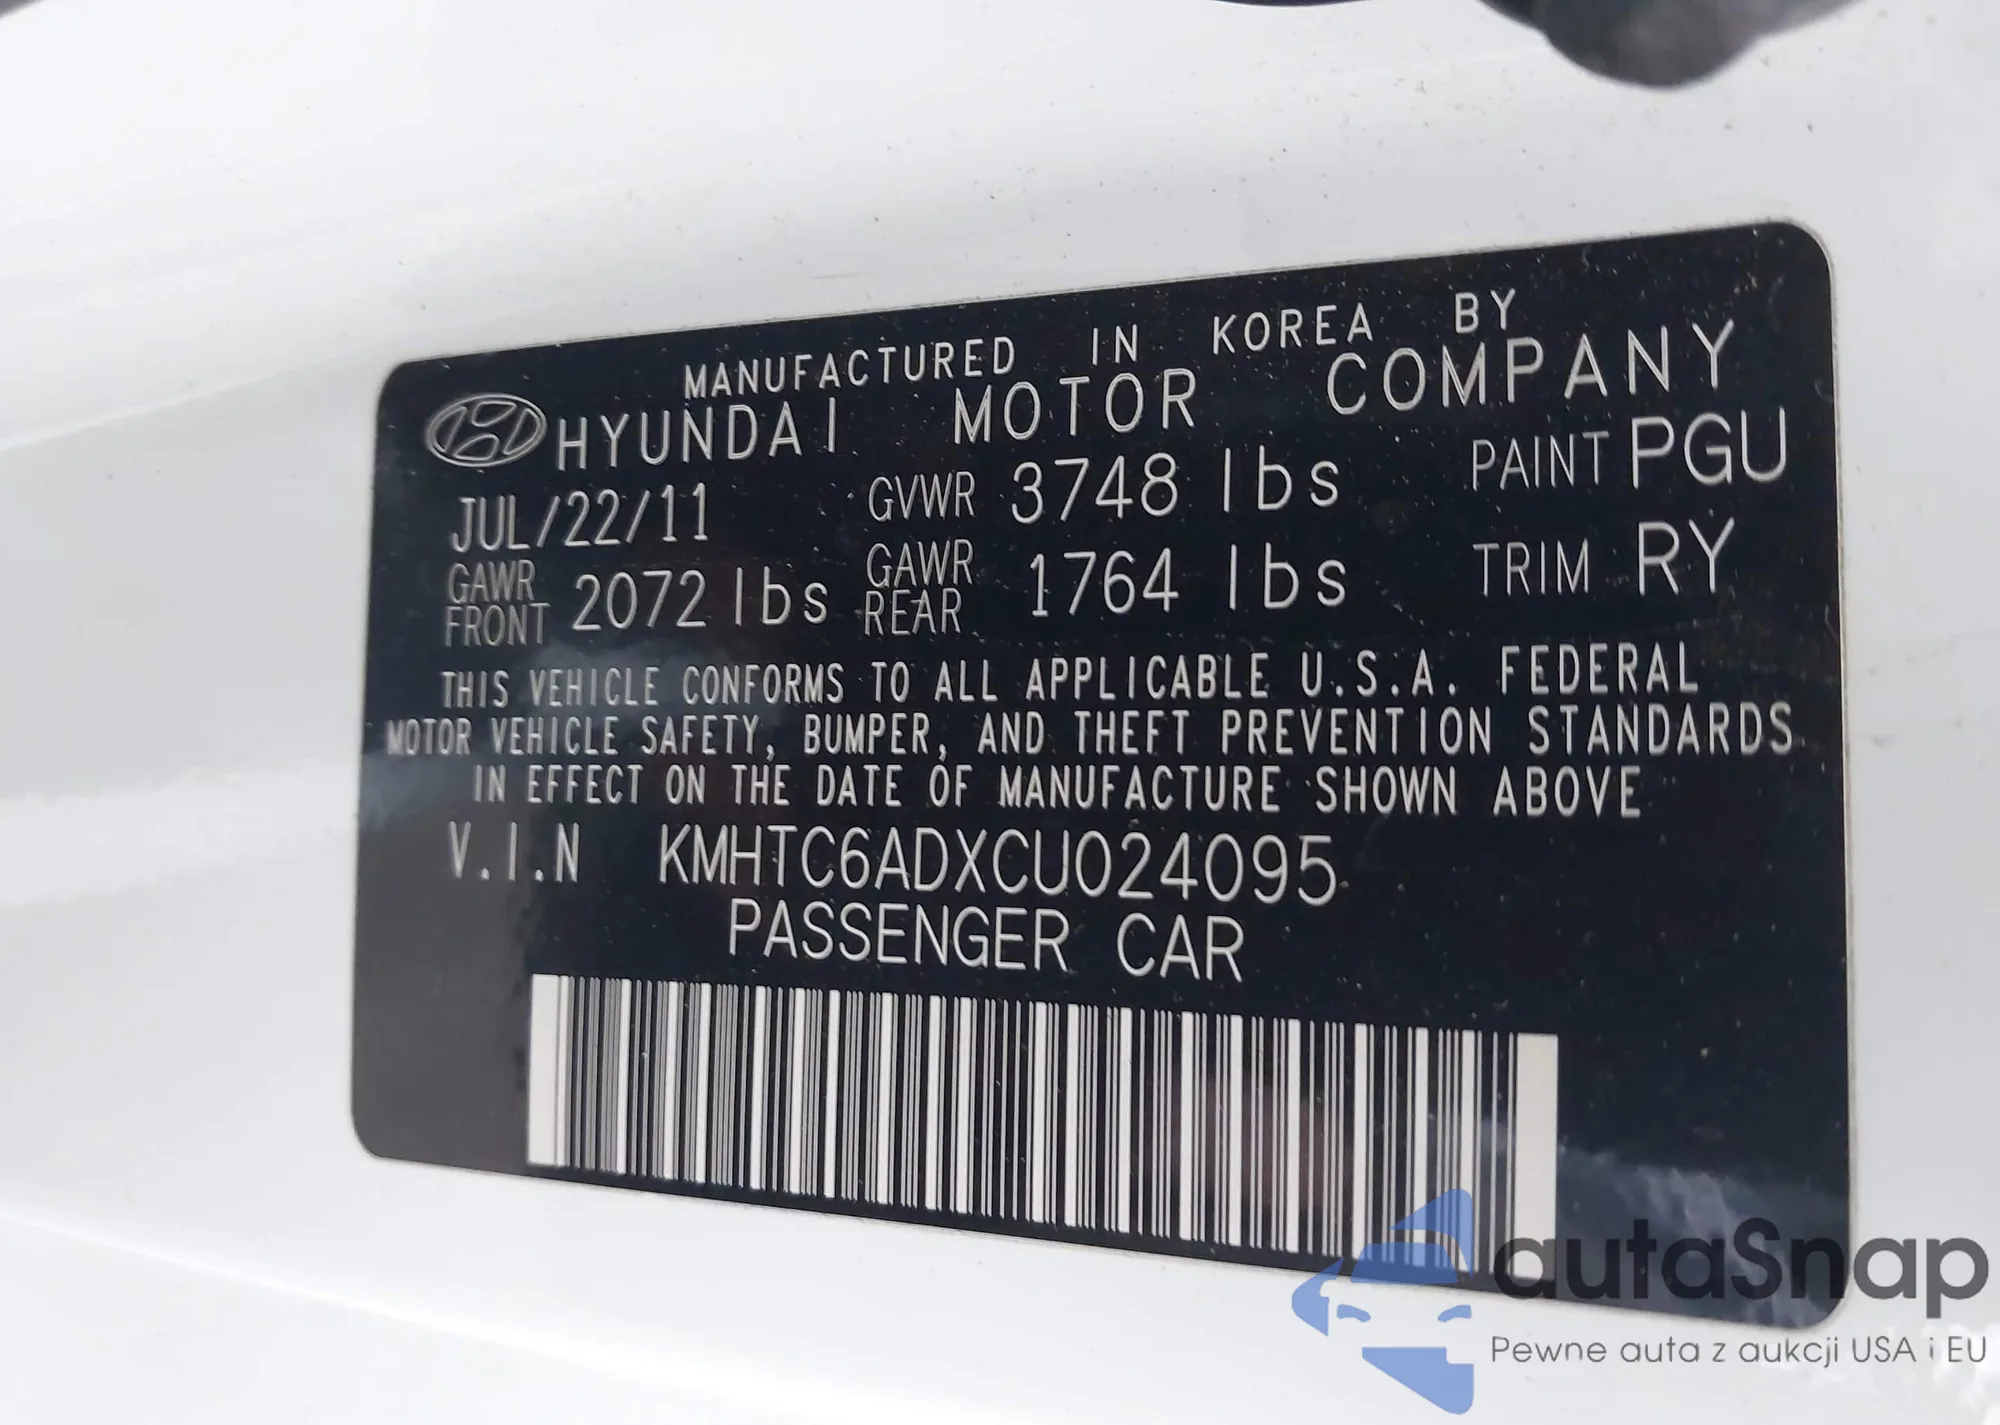 MANUFACTURED IN KOREA BY
HYUNDAI MOTOR COMPANY
JUL/22/11 GVWR 3748 lbs PAINT PGU
GAWR FRONT 2072 lbs GAWR REAR 1764 lbs TRIM RY
THIS VEHICLE CONFORMS TO ALL APPLICABLE U.S.A. FEDERAL
MOTOR VEHICLE SAFETY, BUMPER, AND THEFT PREVENTION STANDARDS
IN EFFECT ON THE DATE OF MANUFACTURE SHOWN ABOVE
V.I.N KMHTC6ADXCU024095
PASSENGER CAR
autaSnap
Pewne auta z aukcji USA i EU